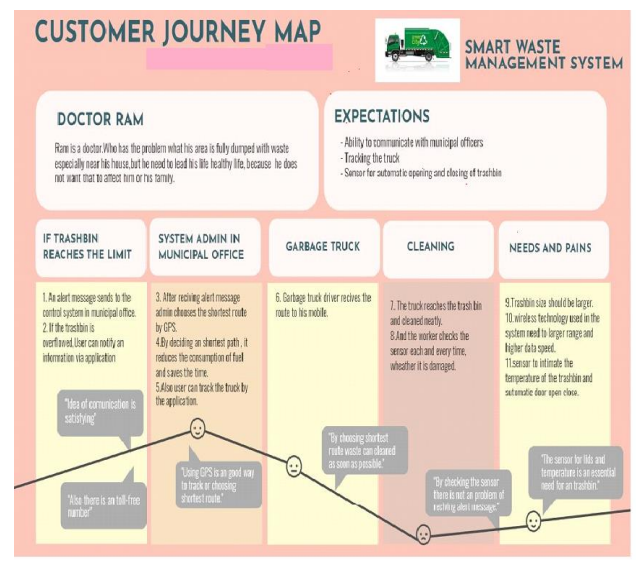 CUSTOMER JOURNEY MAP
SMART WASTE
MANAGEMENT SYSTEM
DOCTOR RAM
Ram is a doctor.Who has the problem what his area is fully dumped with waste
especially near his house,but he need to lead his life healthy life, because he does
not want that to affect him or his family.
EXPECTATIONS
- Ability to communicate with municipal officers
- Tracking the truck
- Sensor for automatic opening and closing of trashbin
IF TRASHBIN
REACHES THE LIMIT
1. An alert message sends to the
control system in municipal office.
2. If the trashbin is
overflowed.User can notify an
information via application
"Idea of comunication is
satisfying"
"Also there is an toll-free
number"
SYSTEM ADMIN IN
MUNICIPAL OFFICE
3. After reciving alert message
admin chooses the shortest route
by GPS.
4.By deciding an shortest path , it
reduces the consumption of fuel
and saves the time.
5.Also user can track the truck by
the application.
"Using GPS is an good way
to track or choosing
shortest route."
GARBAGE TRUCK
6. Garbage truck driver recives the
route to his mobile.
"By choosing shortest
route waste can cleaned
as soon as possible."
CLEANING
7. The truck reaches the trash bin
and cleaned neatly.
8.And the worker checks the
sensor each and every time,
wheather it is damaged.
"By checking the sensor
there is not an problem of
alert message."
NEEDS AND PAINS
9.Trashbin size should be larger.
10. wireless technology used in the
system need to larger range and
higher data speed.
11.sensor to intimate the
temperature of the trashbin and
automatic door open close.
"The sensor for lids and
temperature is an essential
need for an trashbin."